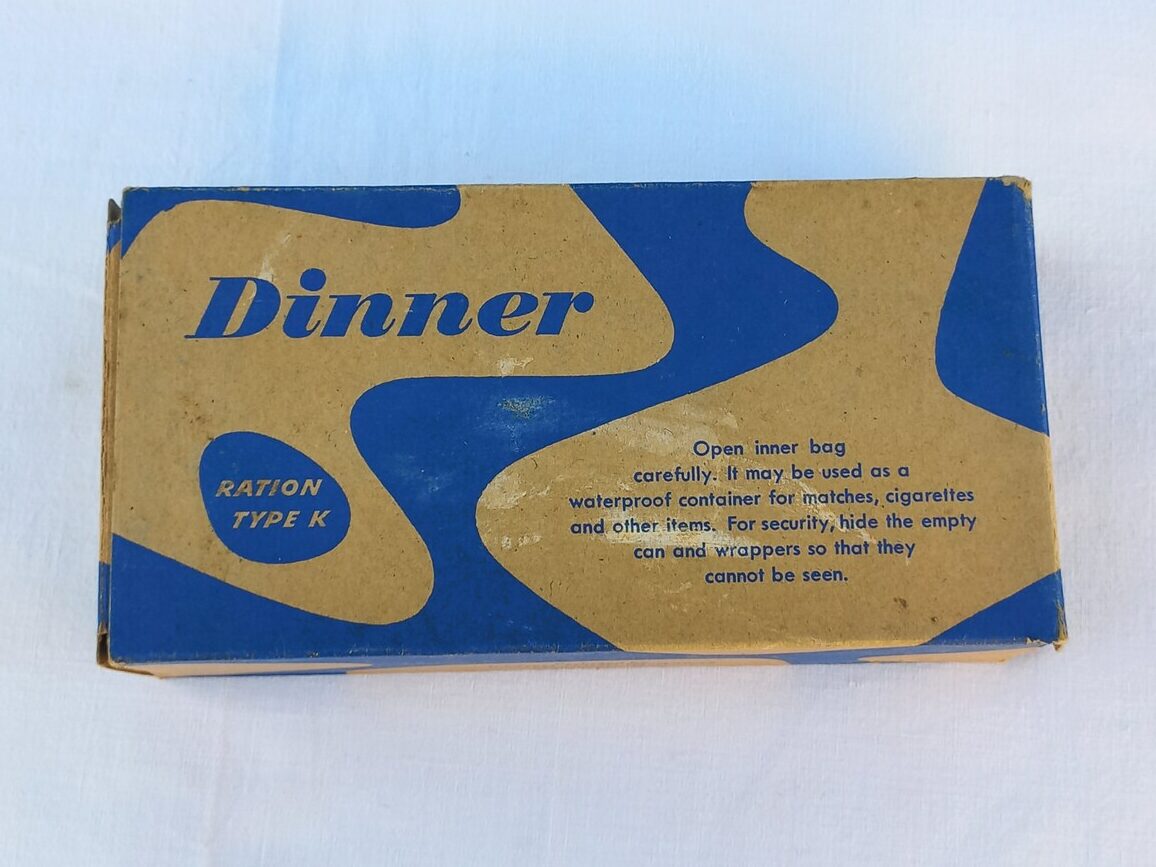 Dinner
RATION
TYPE K
Open inner bag
carefully. It may be used as a
waterproof container for matches, cigarettes
and other items. For security, hide the empty
can and wrappers so that they
cannot be seen.